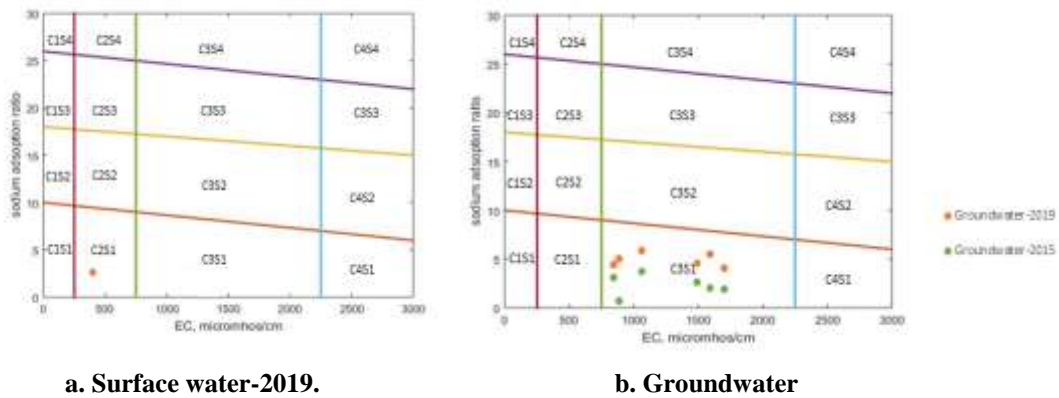 30
25
20
15
10
5
0
sodium adsoption ratio
C1S4 C2S4 C3S4 C4S4
C1S3 C2S3 C3S3 C3S3
C1S2 C2S2 C3S2 C4S2
C1S1 C2S1 C3S1 C4S1
0 500 1000 1500 2000 2500 3000
EC, micromhos/cm
a. Surface water-2019.
30
25
20
15
10
5
0
sodium adsoption ratio
C1S4 C2S4 C3S4 C4S4
C1S3 C2S3 C3S3 C3S3
C1S2 C2S2 C3S2 C4S2
C1S1 C2S1 C3S1 C4S1
0 500 1000 1500 2000 2500 3000
EC, micromhos/cm
Groundwater-2019
Groundwater-2015
b. Groundwater